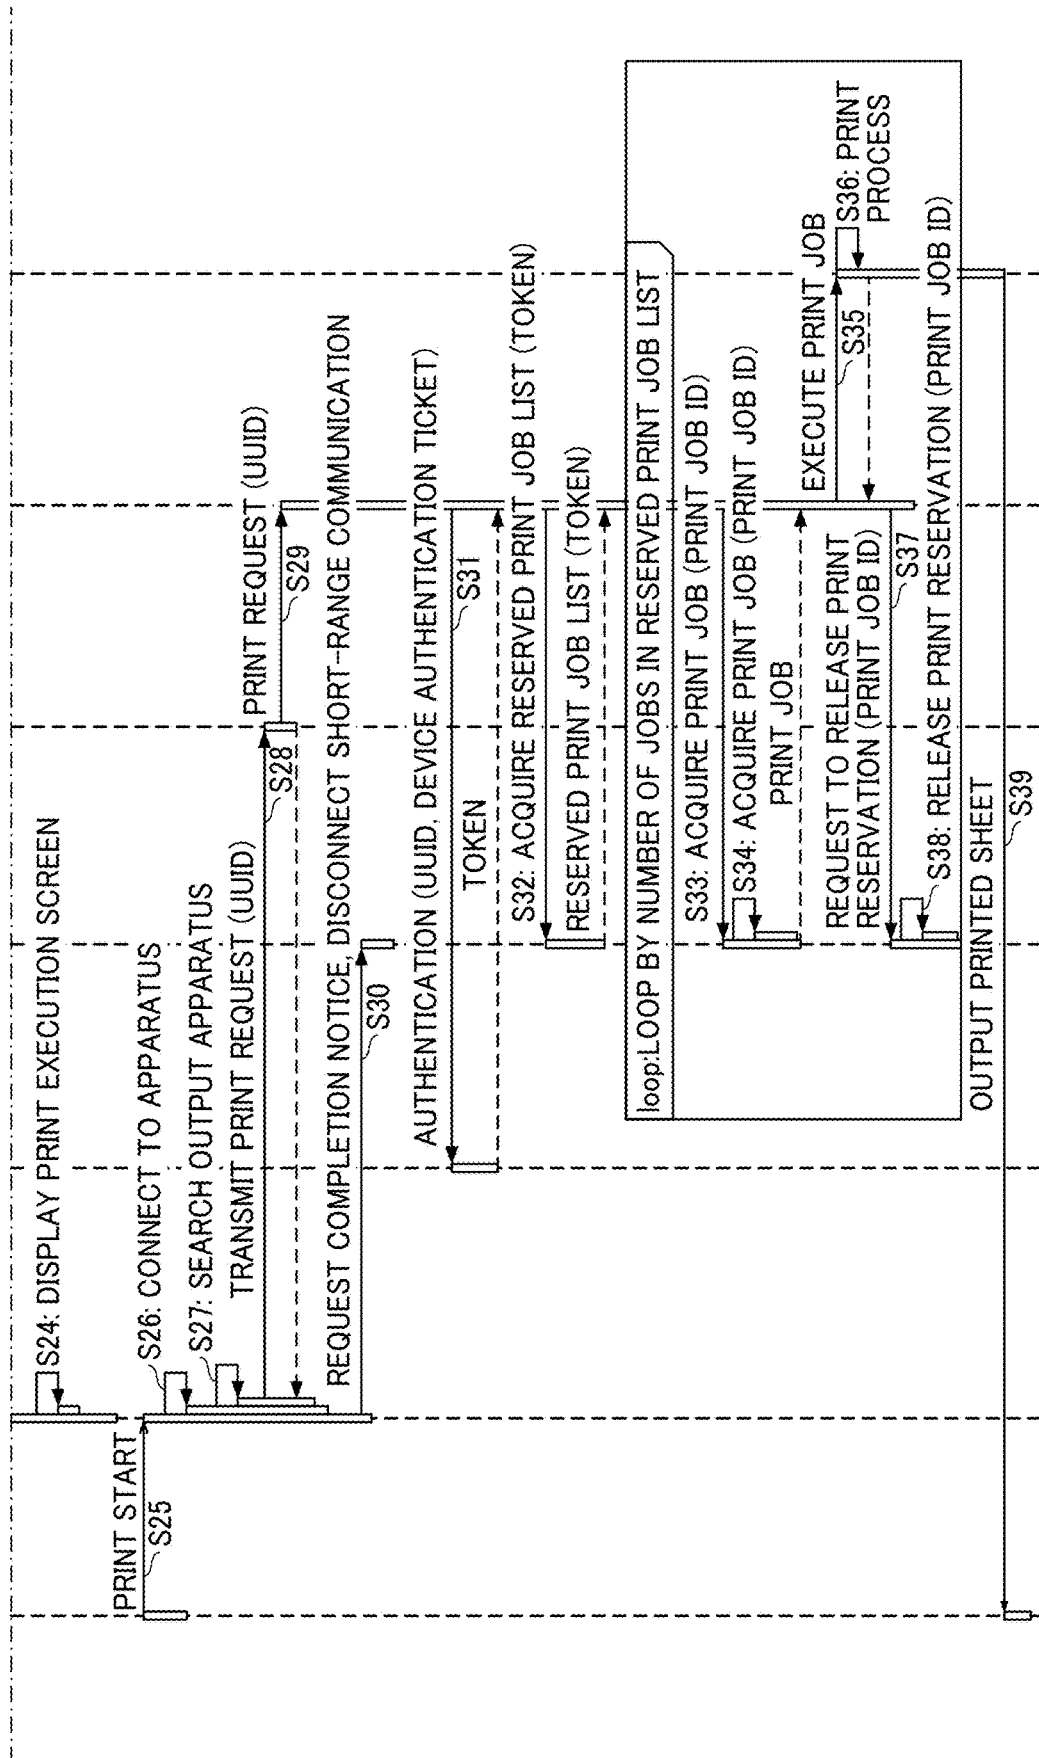 S24: DISPLAY PRINT EXECUTION SCREEN
PRINT START
S25
S26: CONNECT TO APPARATUS
S27: SEARCH OUTPUT APPARATUS
TRANSMIT PRINT REQUEST (UUID)
S28
PRINT REQUEST (UUID)
S29
REQUEST COMPLETION NOTICE, DISCONNECT SHORT-RANGE COMMUNICATION
S30
AUTHENTICATION (UUID, DEVICE AUTHENTICATION TICKET)
S31
TOKEN
S32: ACQUIRE RESERVED PRINT JOB LIST (TOKEN)
RESERVED PRINT JOB LIST (TOKEN)
loop:LOOP BY NUMBER OF JOBS IN RESERVED PRINT JOB LIST
S33: ACQUIRE PRINT JOB (PRINT JOB ID)
S34: ACQUIRE PRINT JOB (PRINT JOB ID)
PRINT JOB
EXECUTE PRINT JOB
S35
S36: PRINT
PROCESS
REQUEST TO RELEASE PRINT
RESERVATION (PRINT JOB ID)
S37
S38: RELEASE PRINT RESERVATION (PRINT JOB ID)
OUTPUT PRINTED SHEET
S39